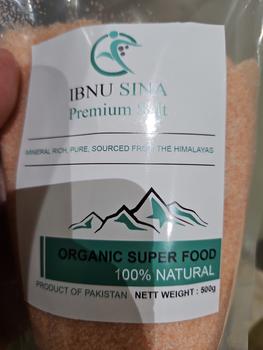 IBNU SINA
Premium Salt
MINERAL RICH, PURE, SOURCED FROM THE HIMALAYAS
ORGANIC SUPER FOOD
100% NATURAL
PRODUCT OF PAKISTAN NETT WEIGHT : 500g